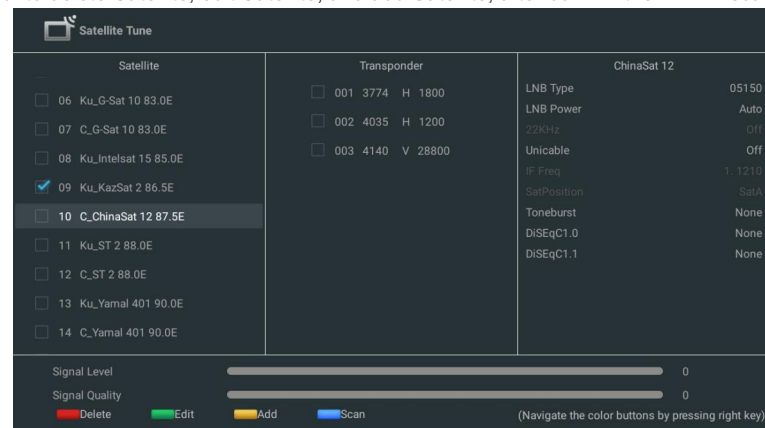 Satellite Tune
Satellite
06 Ku_G-Sat 10 83.0E
07 C_G-Sat 10 83.0E
08 Ku_Intelsat 15 85.0E
09 Ku_KazSat 2 86.5E
10 C_ChinaSat 12 87.5E
11 Ku_ST 2 88.0E
12 C_ST 2 88.0E
13 Ku_Yamal 401 90.0E
14 C_Yamal 401 90.0E
Transponder
001 3774 H 1800
002 4035 H 1200
003 4140 V 28800
ChinaSat 12
LNB Type 05150
LNB Power Auto
22KHz Off
Unicable Off
IF Freq 1. 1210
SatPosition SatA
Toneburst None
DiSEqC1.0 None
DiSEqC1.1 None
Signal Level 0
Signal Quality 0
Delete Edit Add Scan (Navigate the color buttons by pressing right key)